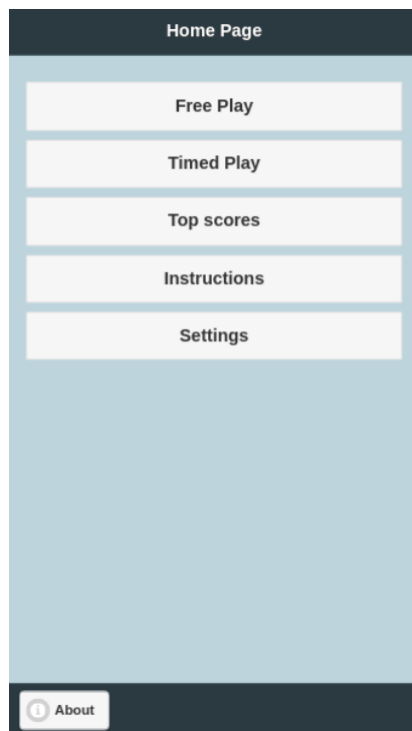 Home Page
Free Play
Timed Play
Top scores
Instructions
Settings
About